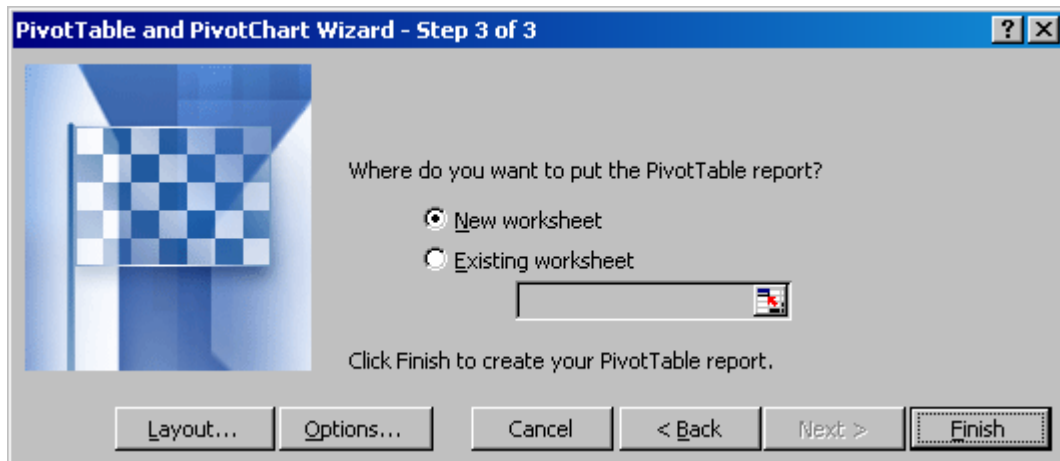 PivotTable and PivotChart Wizard - Step 3 of 3
Where do you want to put the PivotTable report?
New worksheet
Existing worksheet
Click Finish to create your PivotTable report.
Layout... Options... Cancel < Back Next > Finish